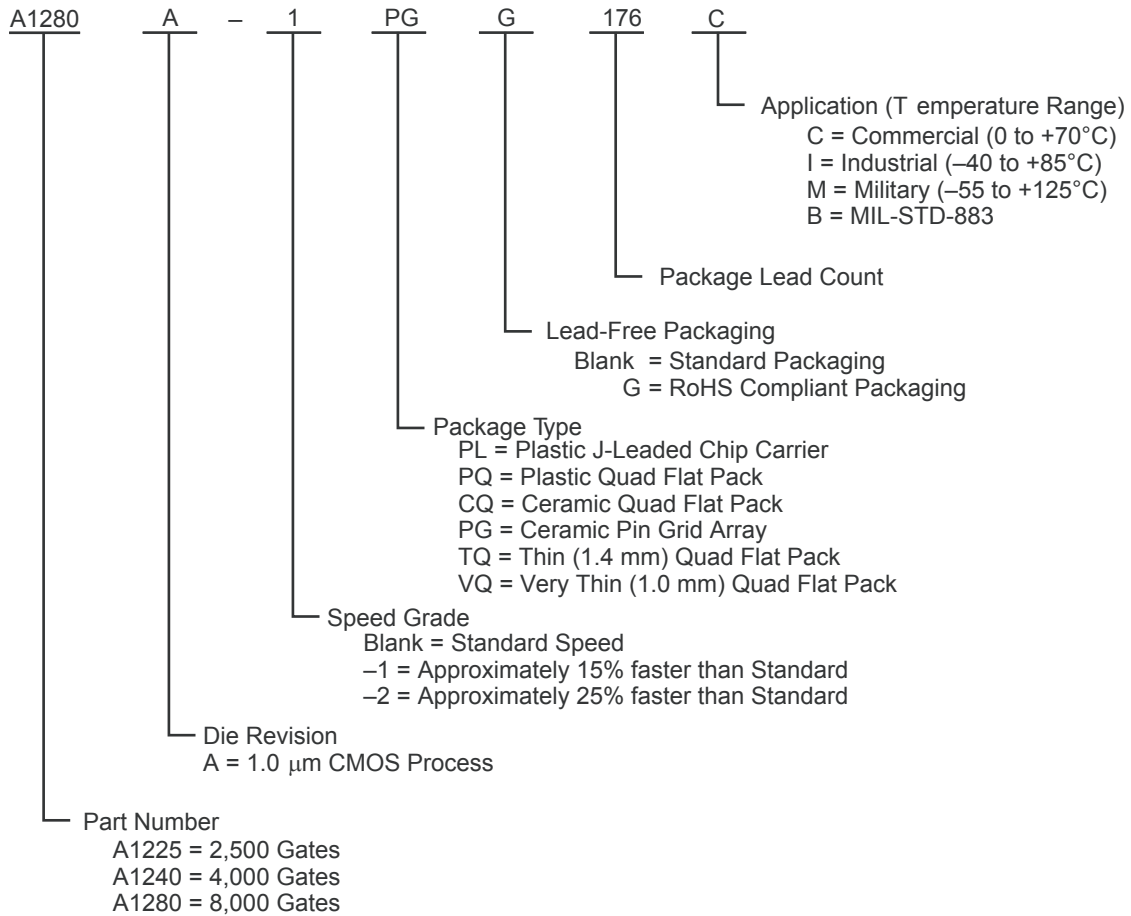 A1280 A – 1 PG G 176 C
Application (T emperature Range)
C = Commercial (0 to +70°C)
I = Industrial (–40 to +85°C)
M = Military (–55 to +125°C)
B = MIL-STD-883
Package Lead Count
Lead-Free Packaging
Blank = Standard Packaging
G = RoHS Compliant Packaging
Package Type
PL = Plastic J-Leaded Chip Carrier
PQ = Plastic Quad Flat Pack
CQ = Ceramic Quad Flat Pack
PG = Ceramic Pin Grid Array
TQ = Thin (1.4 mm) Quad Flat Pack
VQ = Very Thin (1.0 mm) Quad Flat Pack
Speed Grade
Blank = Standard Speed
–1 = Approximately 15% faster than Standard
–2 = Approximately 25% faster than Standard
Die Revision
A = 1.0 μm CMOS Process
Part Number
A1225 = 2,500 Gates
A1240 = 4,000 Gates
A1280 = 8,000 Gates